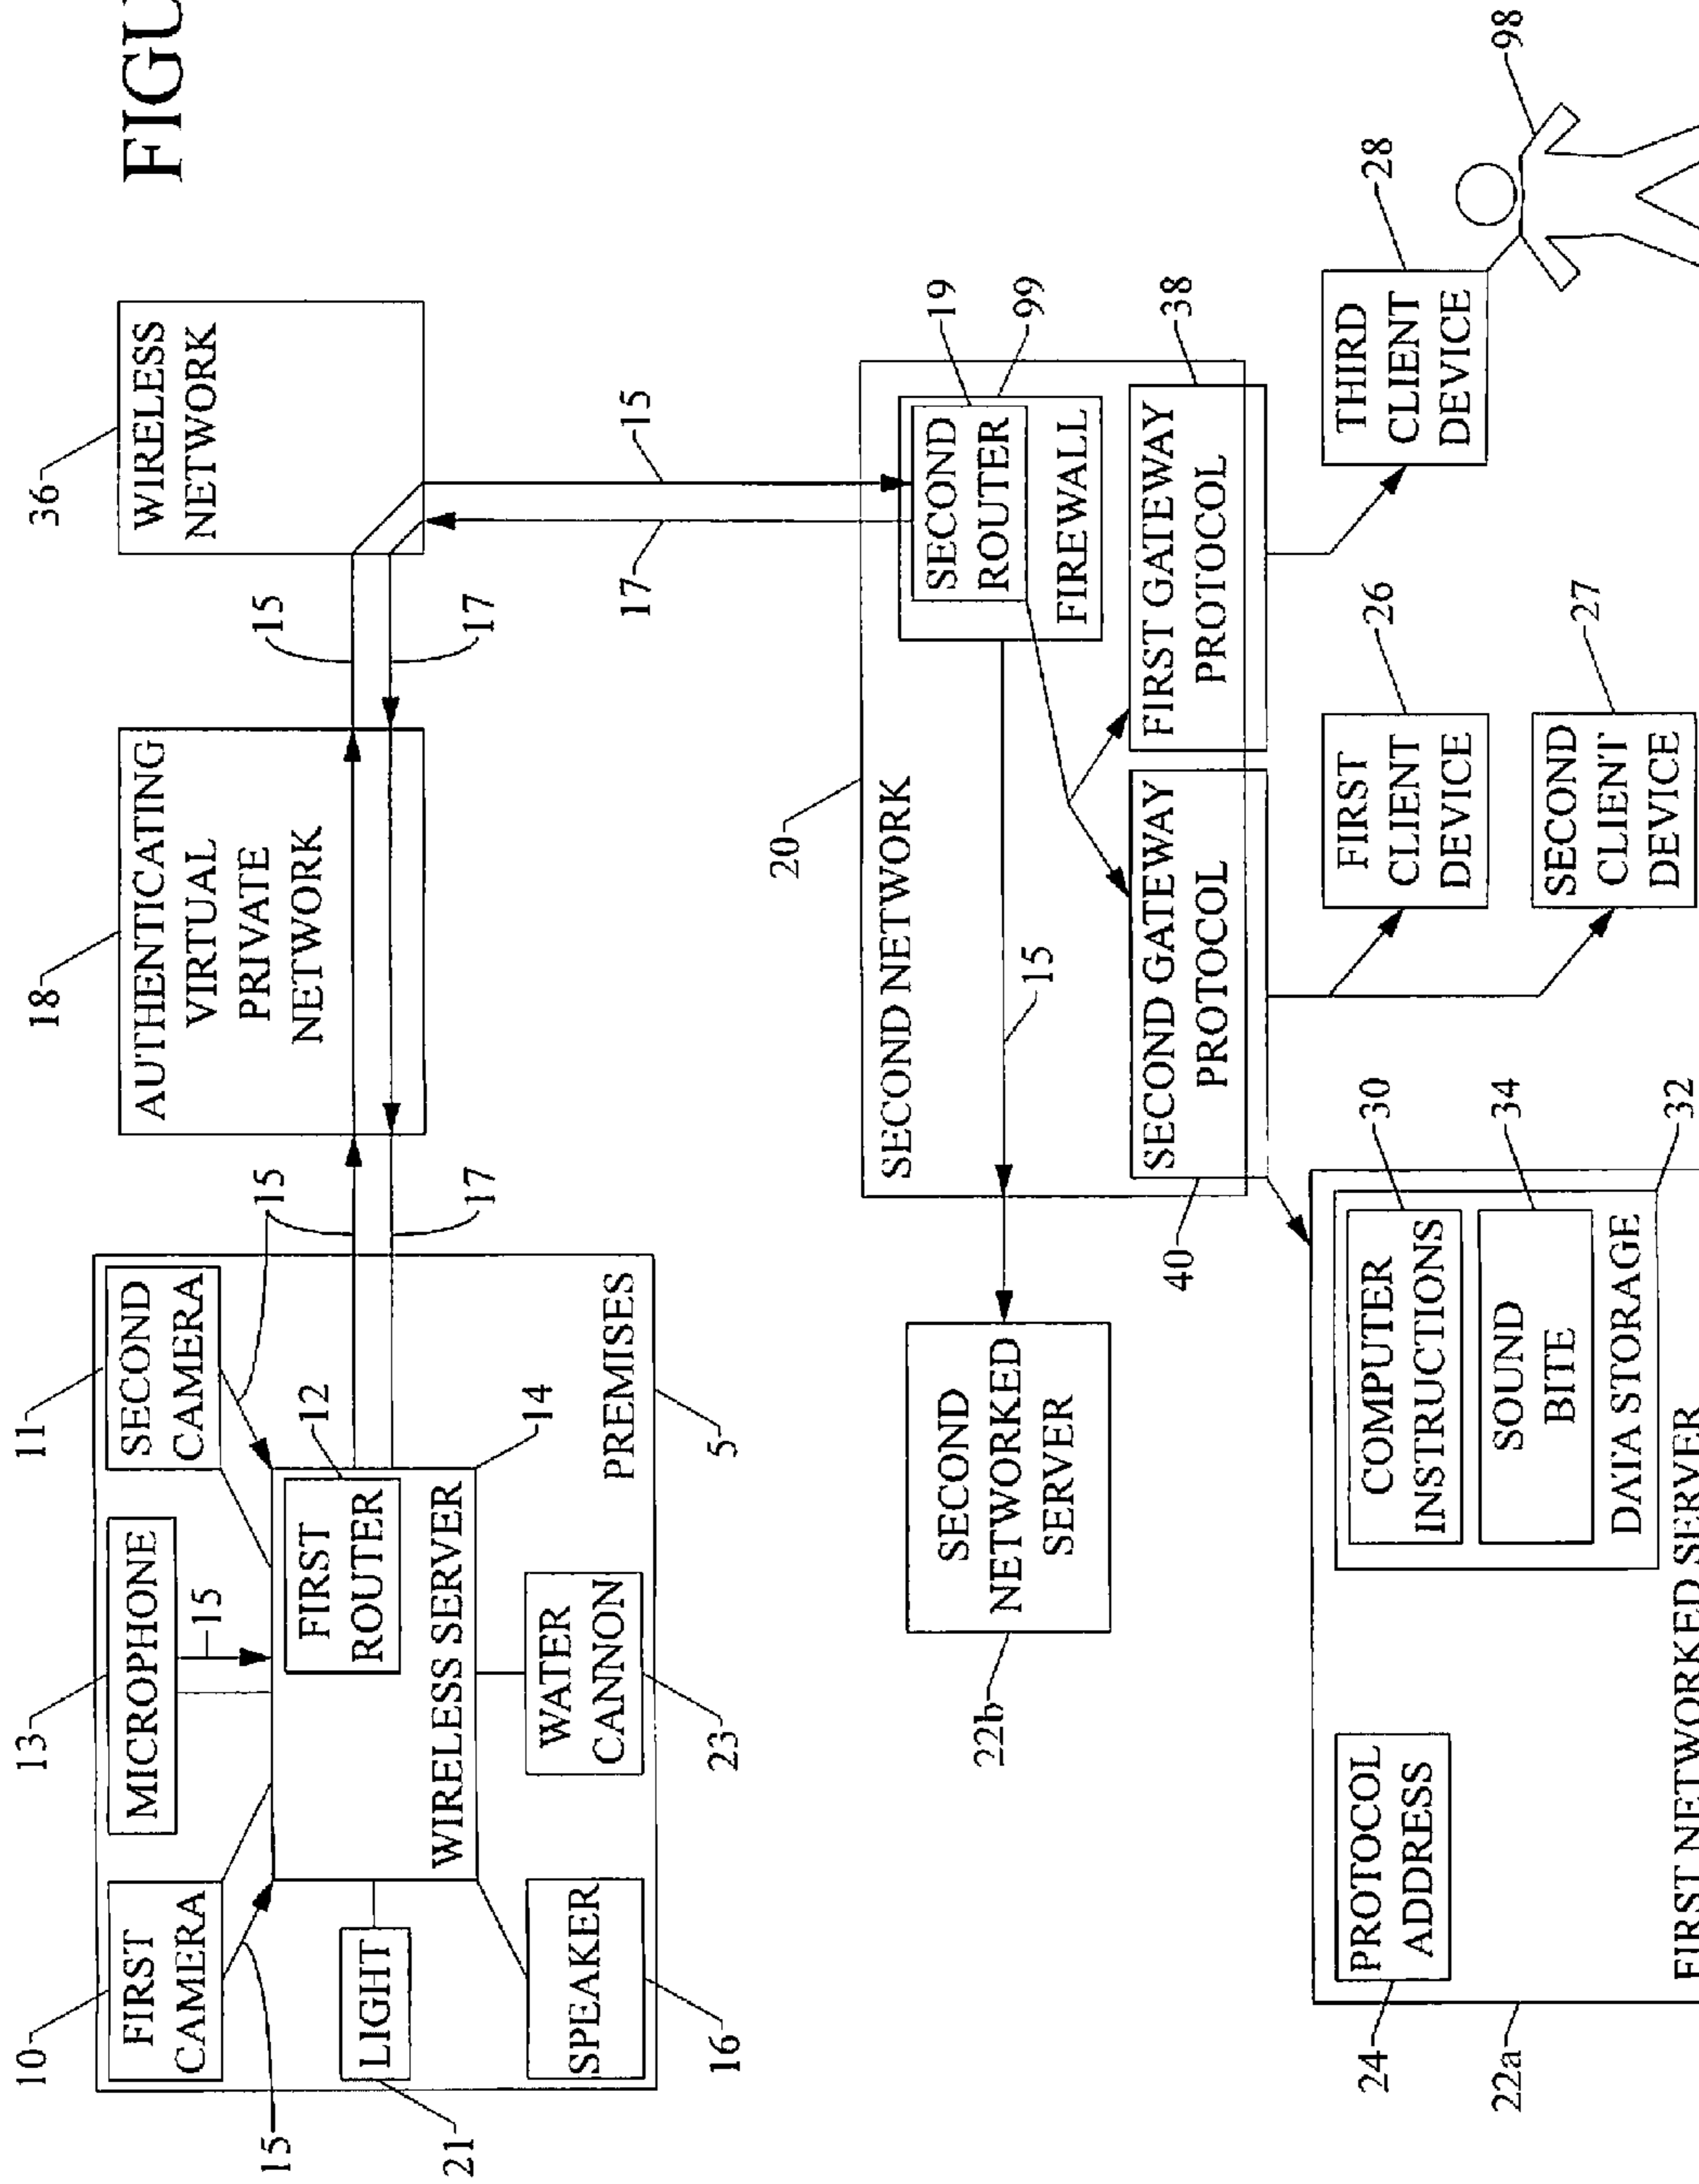 FIGU
10
FIRST
CAMERA
13
MICROPHONE
11
SECOND
CAMERA
15
15
15
21
LIGHT
FIRST
ROUTER
12
WIRELESS SERVER
14
SPEAKER
16
WATER
CANNON
23
PREMISES
5
17
18
AUTHENTICATING
VIRTUAL
PRIVATE
NETWORK
15
17
36
WIRELESS
NETWORK
17
15
20
SECOND NETWORK
SECOND
ROUTER
19
FIREWALL
99
15
SECOND GATEWAY
PROTOCOL
40
FIRST GATEWAY
PROTOCOL
38
SECOND
NETWORKED
SERVER
22b
FIRST
CLIENT
DEVICE
26
SECOND
CLIENT
DEVICE
27
THIRD
CLIENT
DEVICE
28
98
PROTOCOL
ADDRESS
24
22a
COMPUTER
INSTRUCTIONS
30
SOUND
BITE
34
DATA STORAGE
32
FIRST NETWORKED SERVER